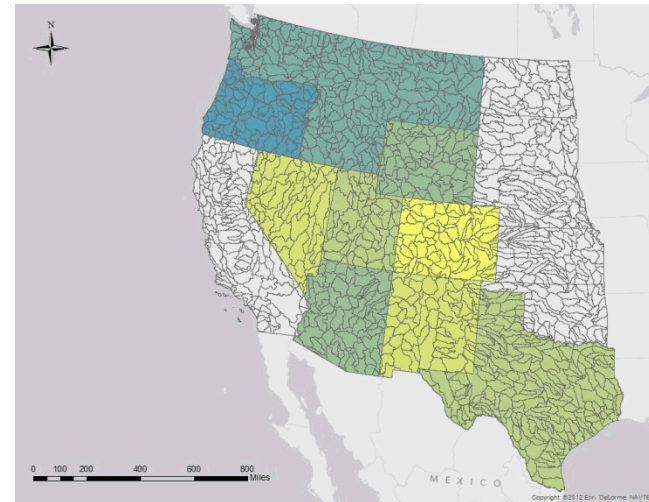 N
0 100 200 400 600 800
Miles
MEXICO
Copyright: ©2012 Esri, DeLorme, NAVTE